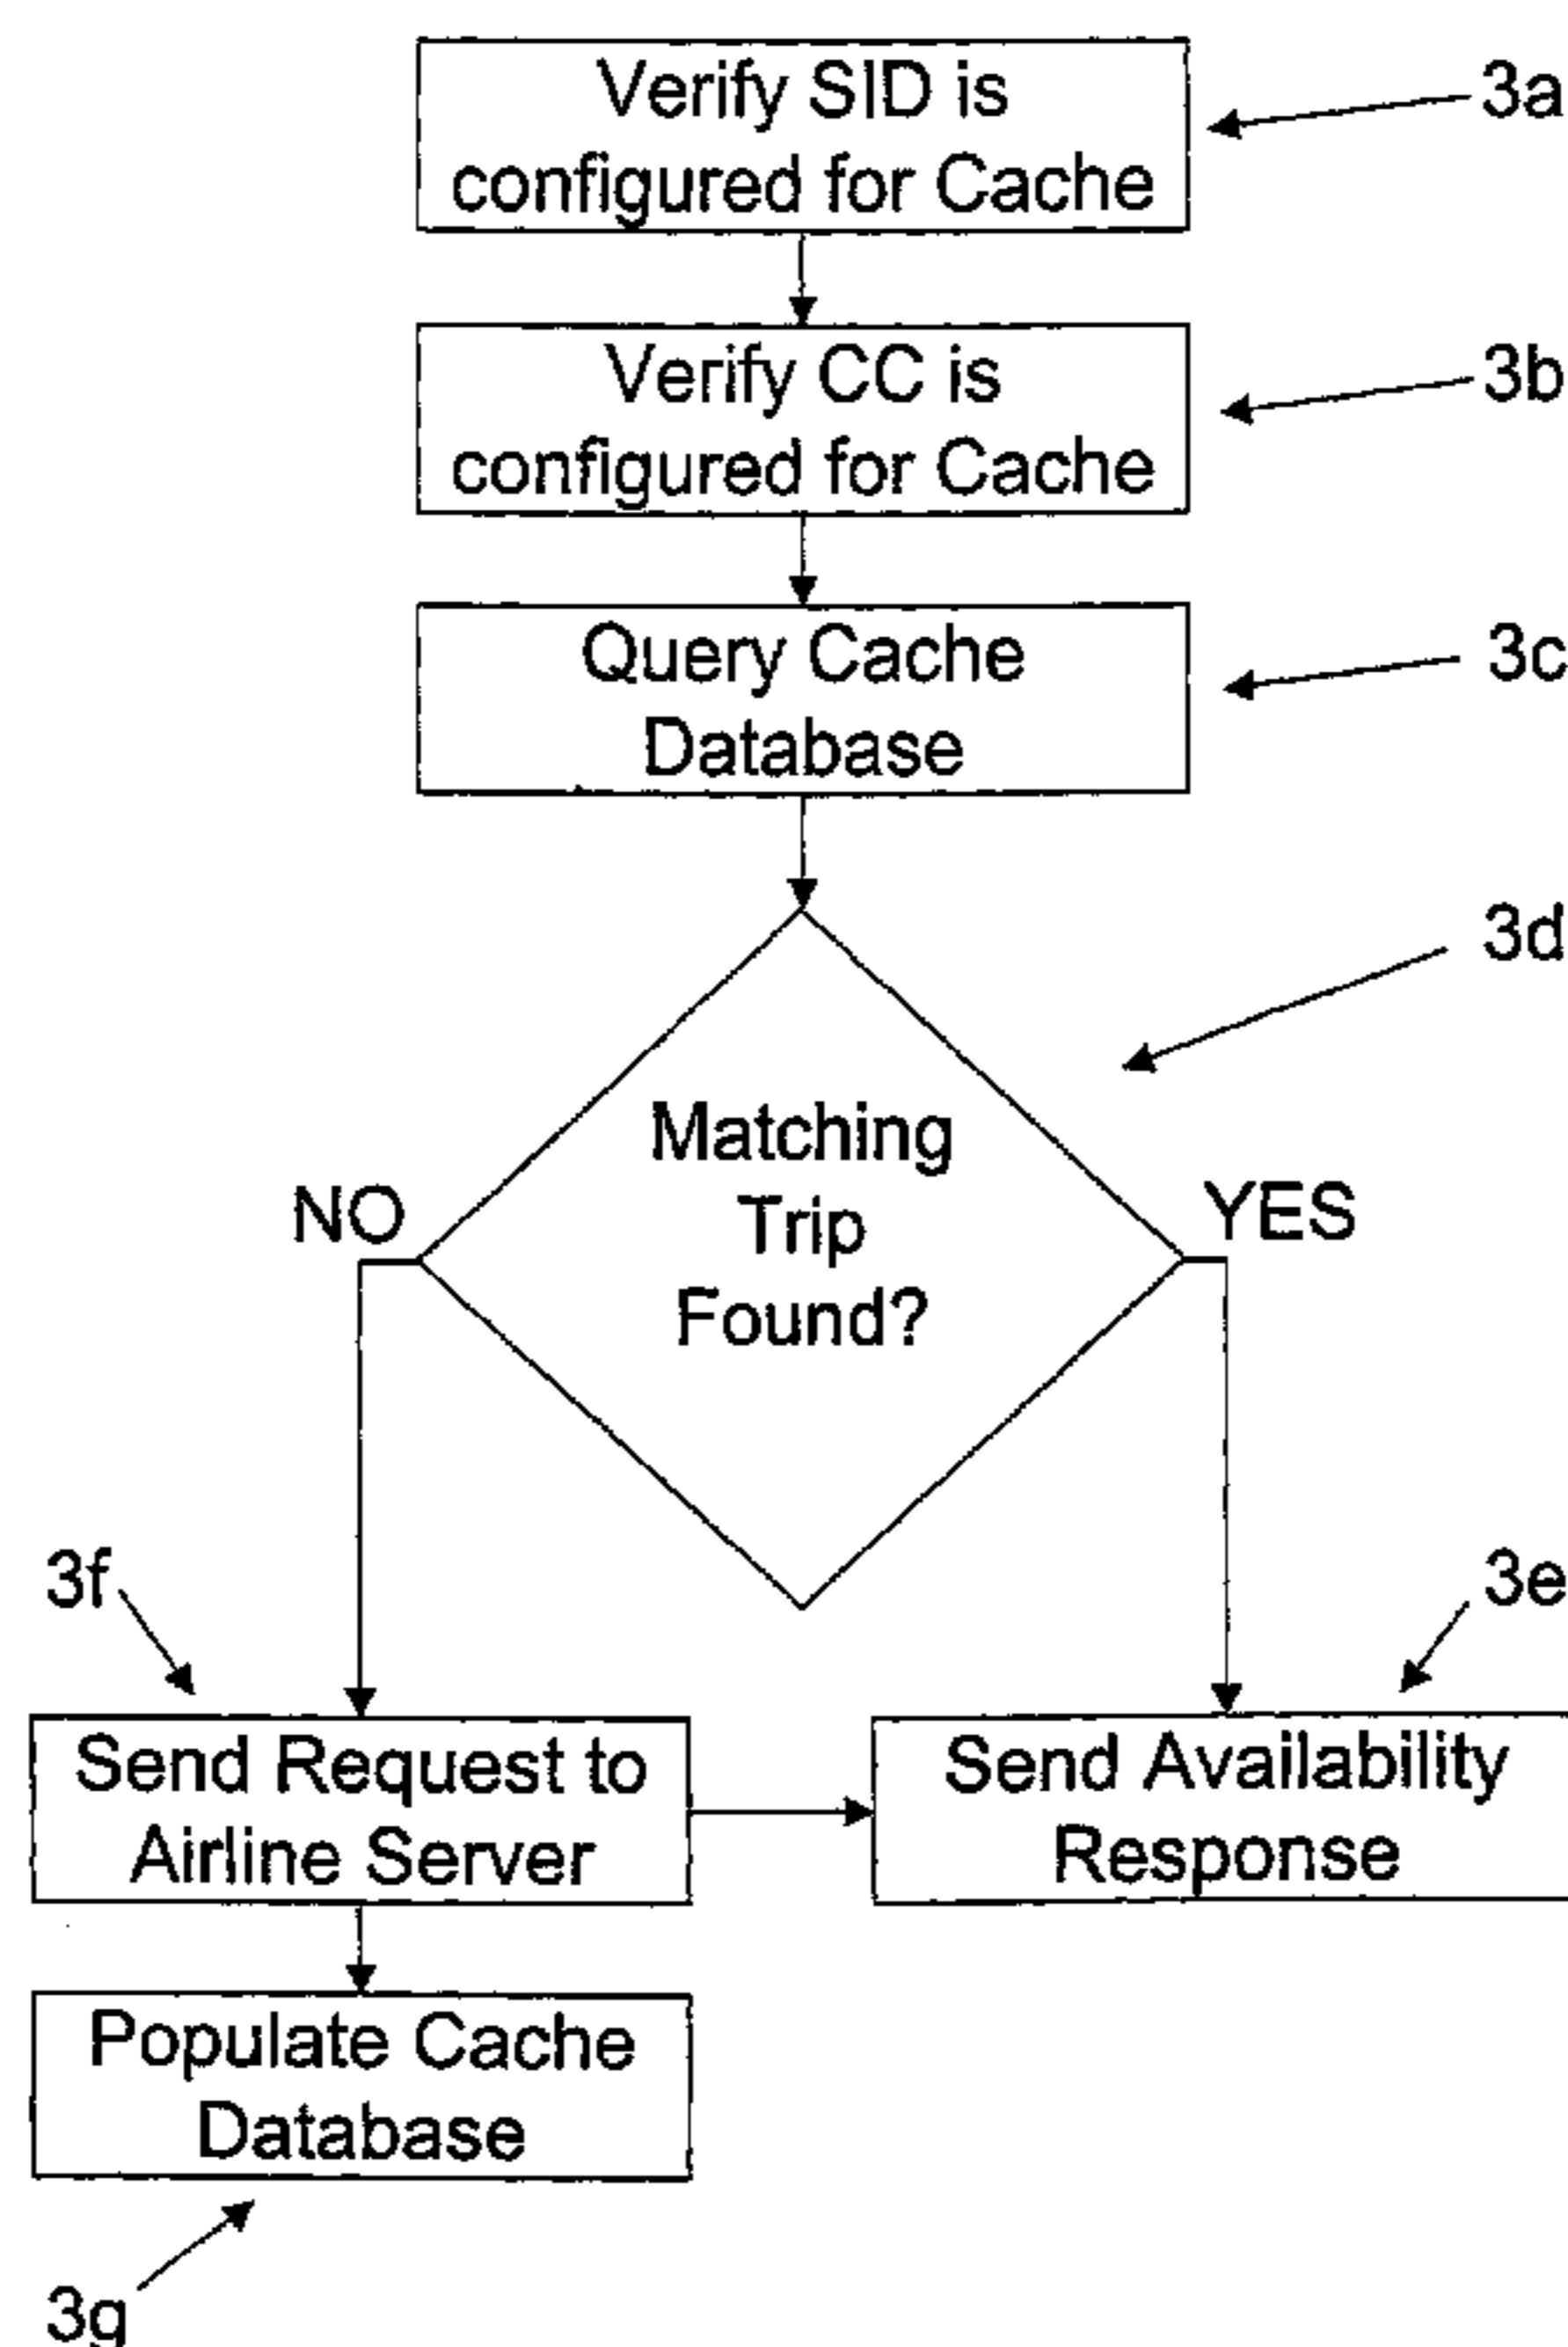 Verify SID is
configured for Cache
3a
Verify CC is
configured for Cache
3b
Query Cache
Database
3c
3d
Matching
Trip
Found?
NO
YES
3f
3e
Send Request to
Airline Server
Send Availability
Response
Populate Cache
Database
3g